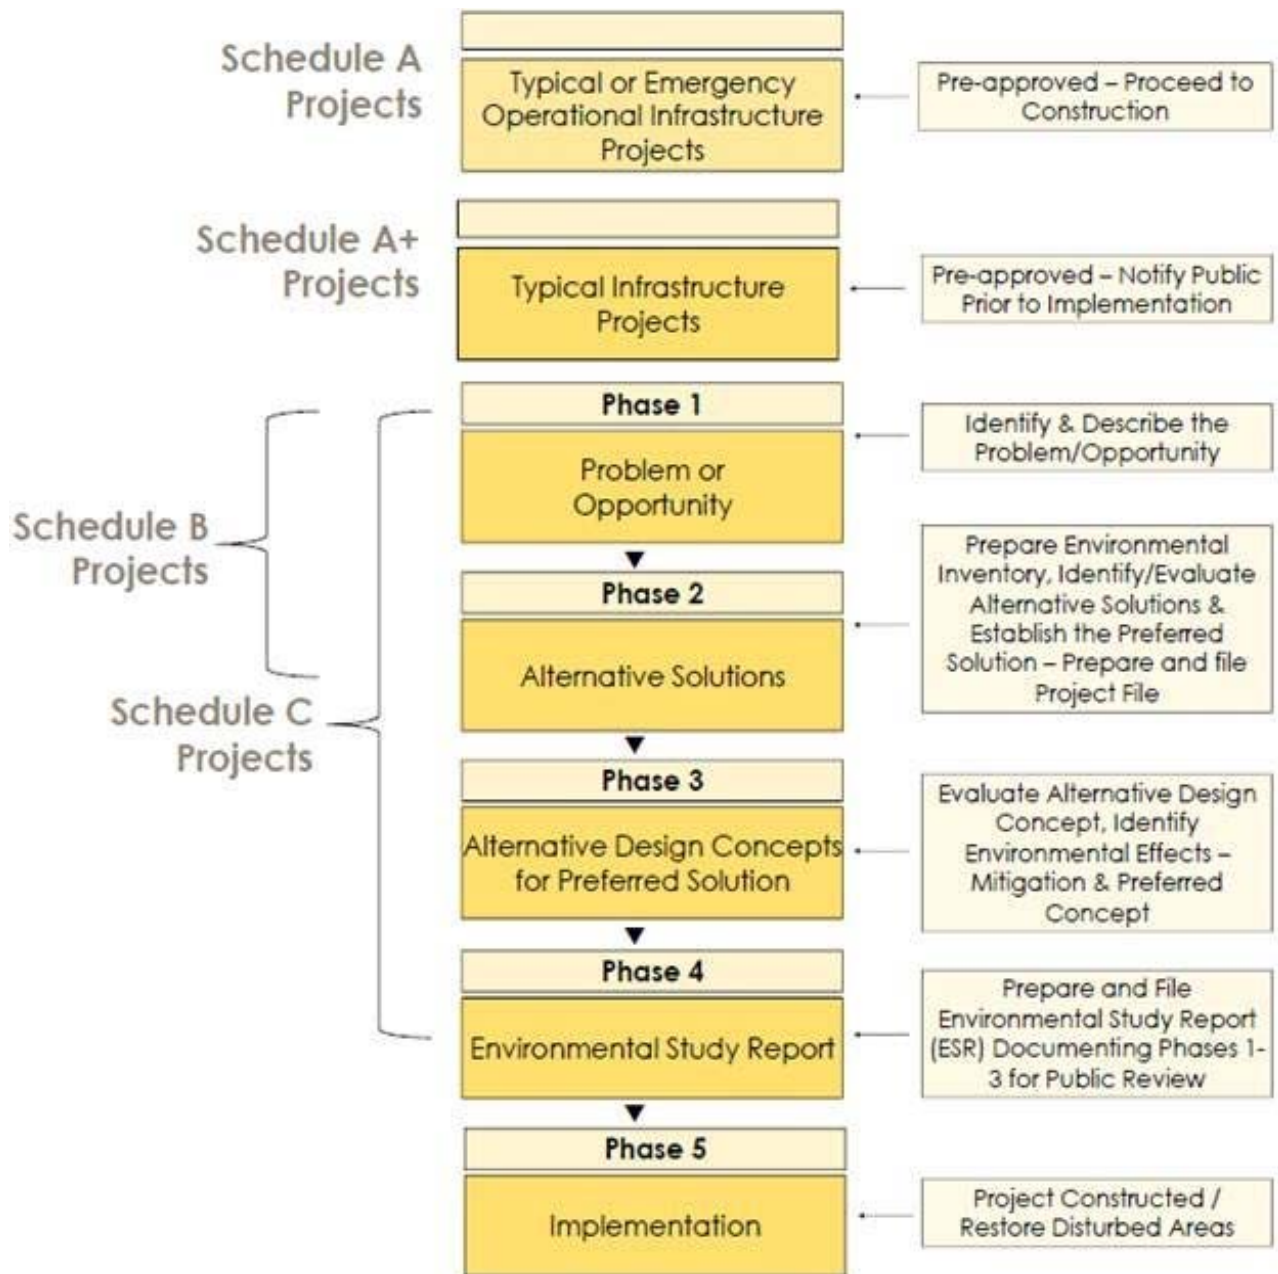 Schedule A
Projects
Typical or Emergency
Operational Infrastructure
Projects
Pre-approved – Proceed to
Construction
Schedule A+
Projects
Typical Infrastructure
Projects
Pre-approved – Notify Public
Prior to Implementation
Schedule B
Projects
Schedule C
Projects
Phase 1
Problem or
Opportunity
Identify & Describe the
Problem/Opportunity
Phase 2
Alternative Solutions
Prepare Environmental
Inventory, Identify/Evaluate
Alternative Solutions &
Establish the Preferred
Solution – Prepare and file
Project File
Phase 3
Alternative Design Concepts
for Preferred Solution
Evaluate Alternative Design
Concept, Identify
Environmental Effects –
Mitigation & Preferred
Concept
Phase 4
Environmental Study Report
Prepare and File
Environmental Study Report
(ESR) Documenting Phases 1-
3 for Public Review
Phase 5
Implementation
Project Constructed /
Restore Disturbed Areas